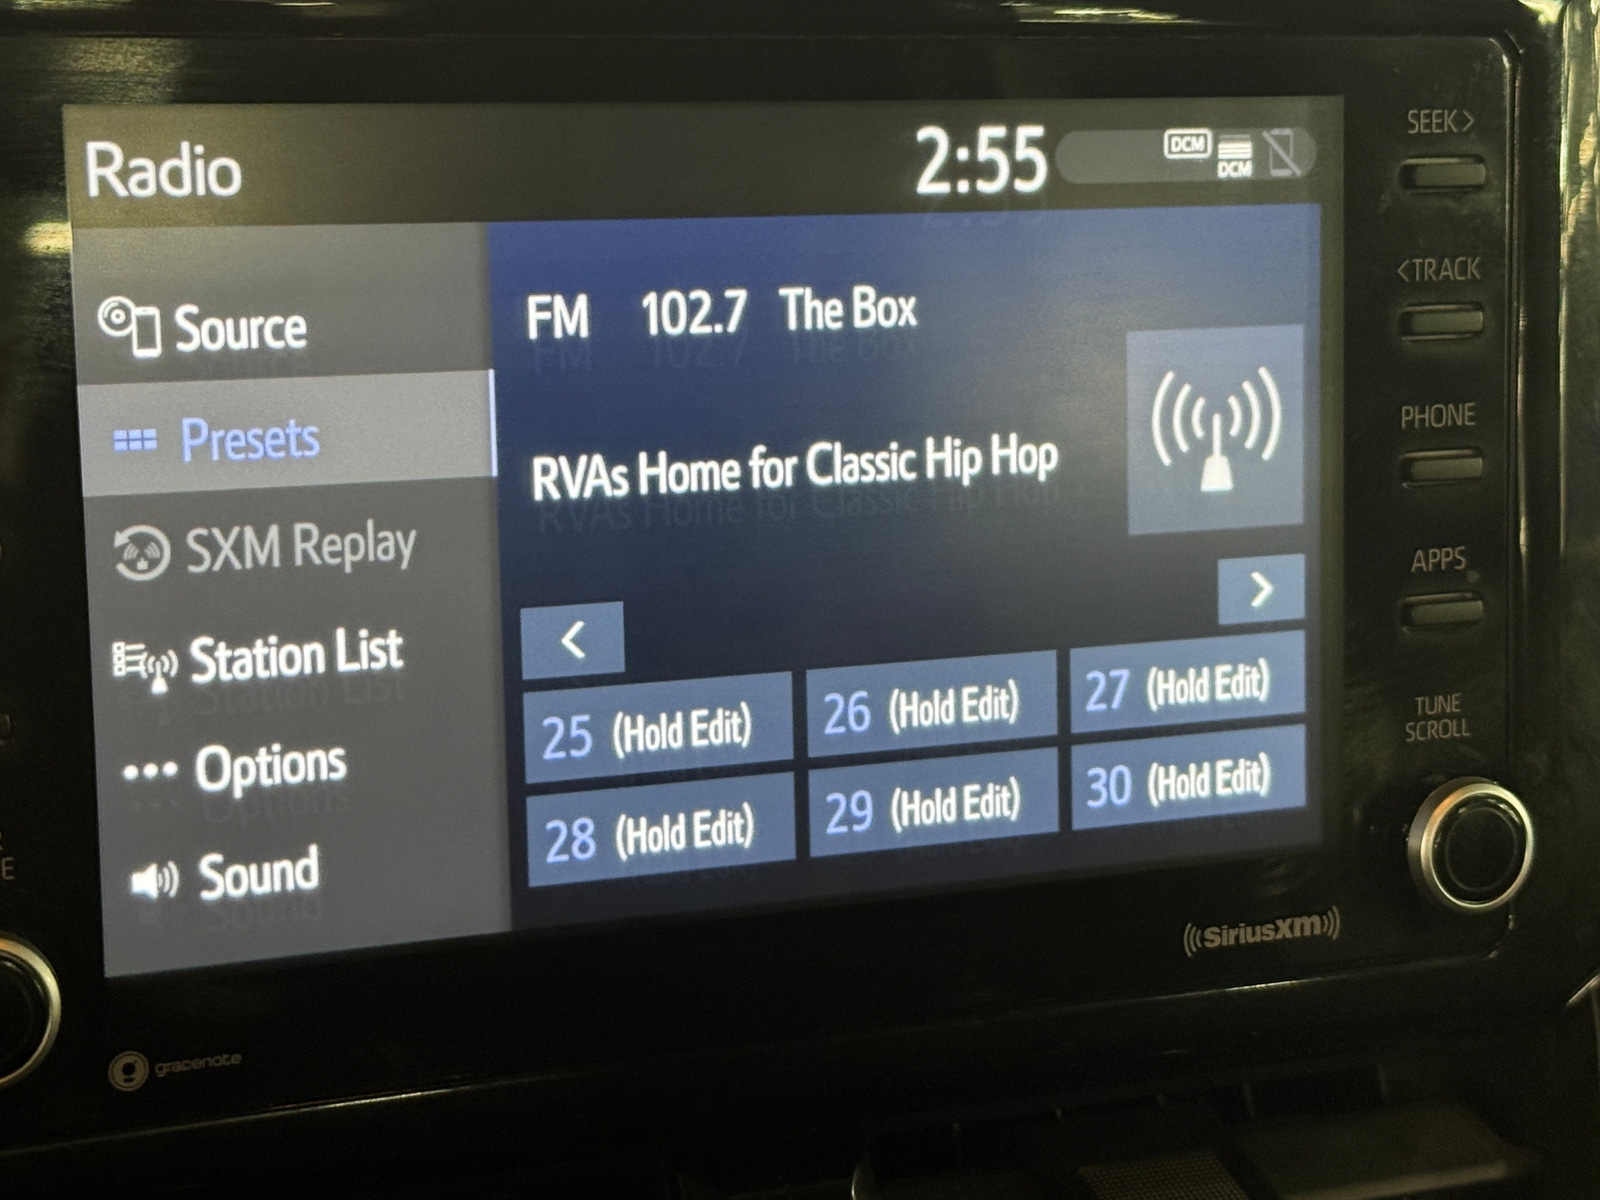 Radio
2:55
DCM
DCM
Source
Presets
SXM Replay
Station List
Options
Sound
FM 102.7 The Box
RVAs Home for Classic Hip Hop
<
>
25 (Hold Edit)
26 (Hold Edit)
27 (Hold Edit)
28 (Hold Edit)
29 (Hold Edit)
30 (Hold Edit)
SEEK>
<TRACK
PHONE
APPS
TUNE
SCROLL
SiriusXM
gracenote